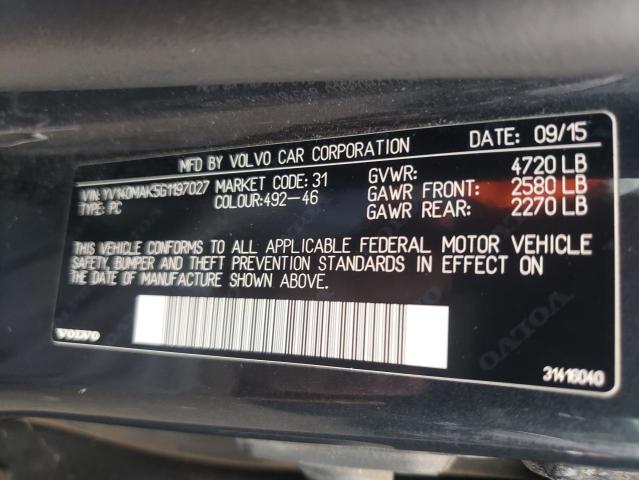 MFD BY VOLVO CAR CORPORATION DATE: 09/15
VIN: YV140MAK5G1197027 MARKET CODE: 31 GVWR: 4720 LB
TYPE: PC COLOUR:492-46 GAWR FRONT: 2580 LB
GAWR REAR: 2270 LB
THIS VEHICLE CONFORMS TO ALL APPLICABLE FEDERAL MOTOR VEHICLE
SAFETY, BUMPER AND THEFT PREVENTION STANDARDS IN EFFECT ON
THE DATE OF MANUFACTURE SHOWN ABOVE.
VOLVO
VOLVO
31416040